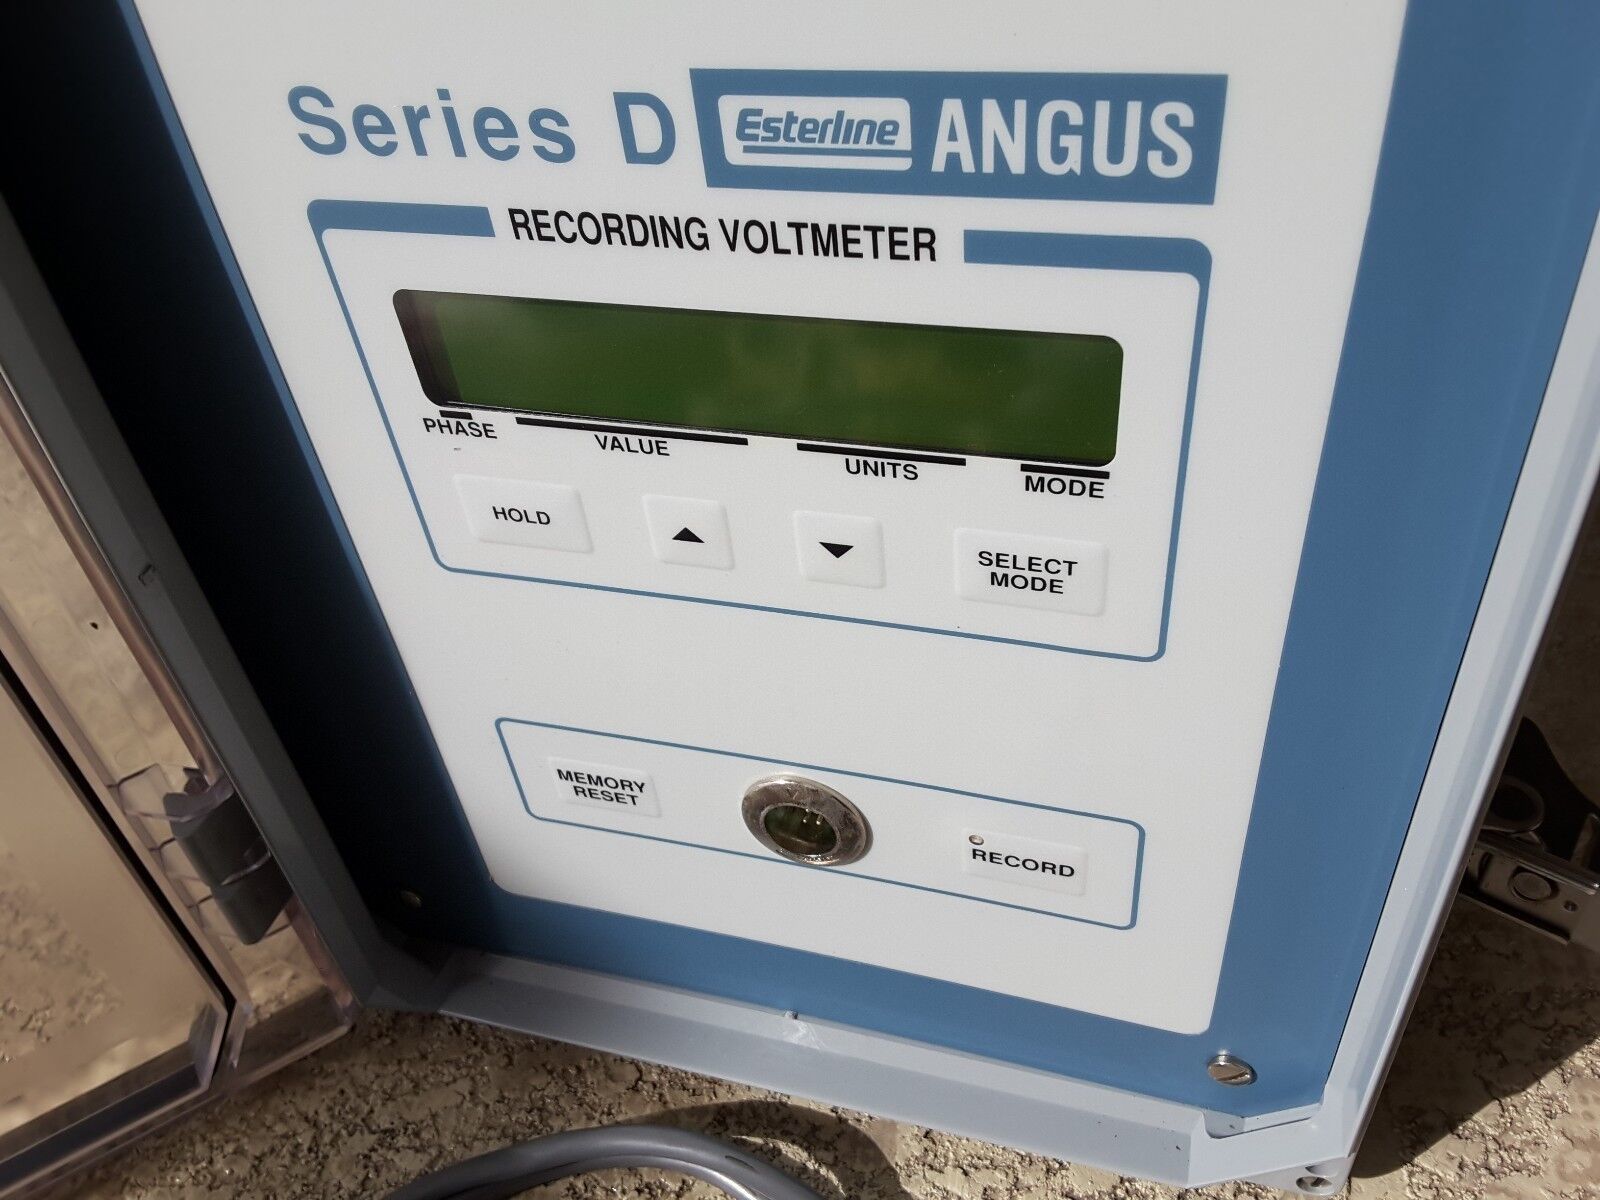 Series D Esterline ANGUS
RECORDING VOLTMETER
PHASE VALUE UNITS MODE
HOLD ▲ ▼ SELECT
MODE
MEMORY
RESET
RECORD